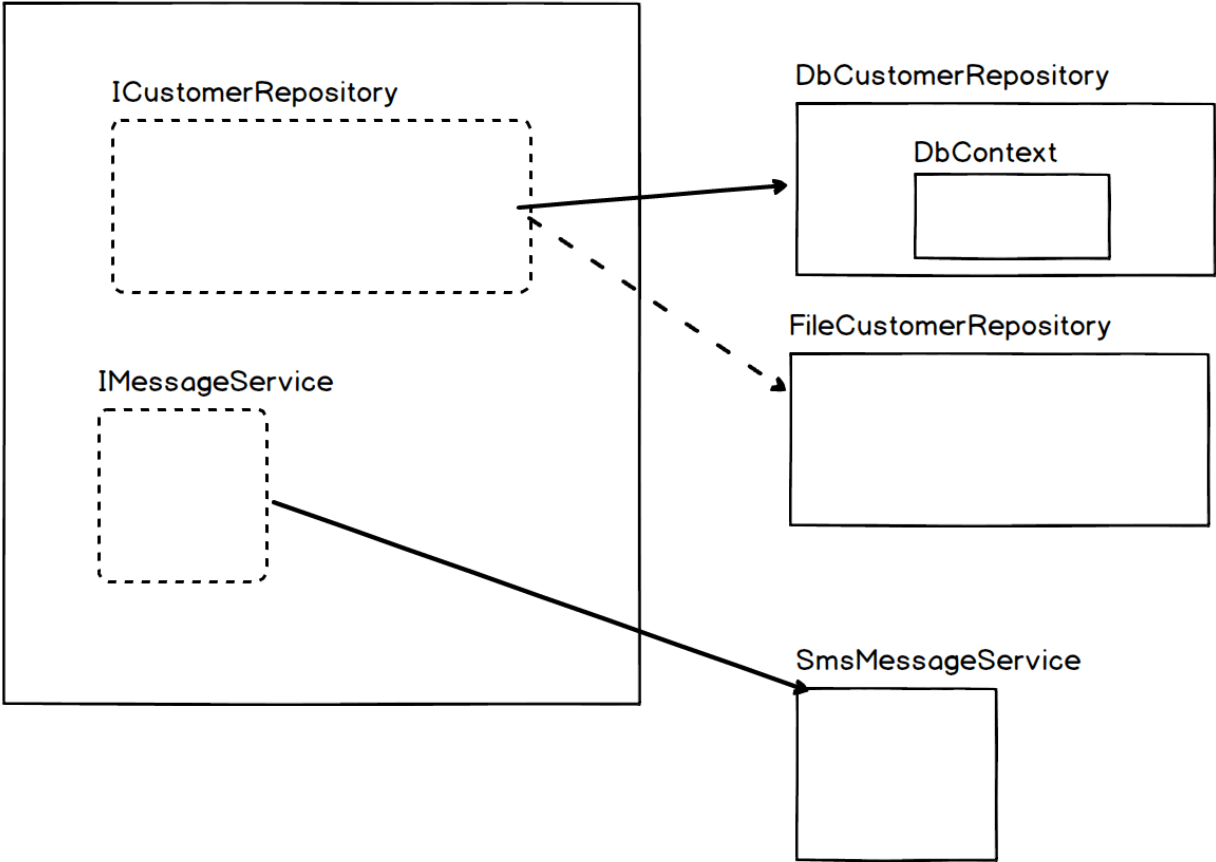 ICustomerRepository
DbCustomerRepository
DbContext
FileCustomerRepository
IMessageService
SmsMessageService